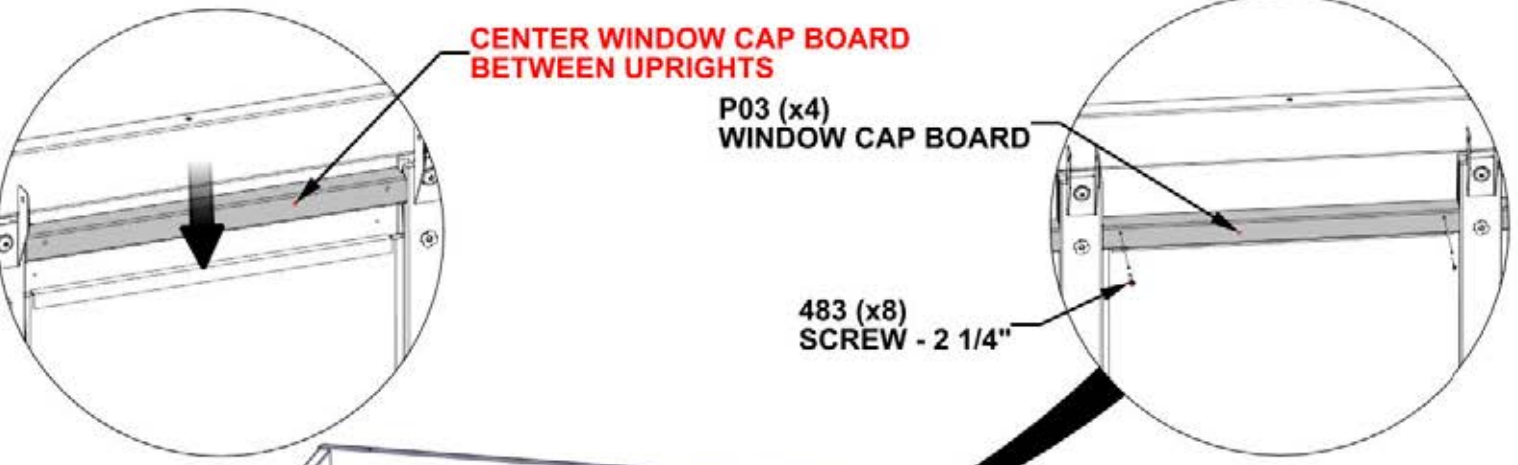 CENTER WINDOW CAP BOARD
BETWEEN UPRIGHTS
P03 (x4)
WINDOW CAP BOARD
483 (x8)
SCREW - 2 1/4"